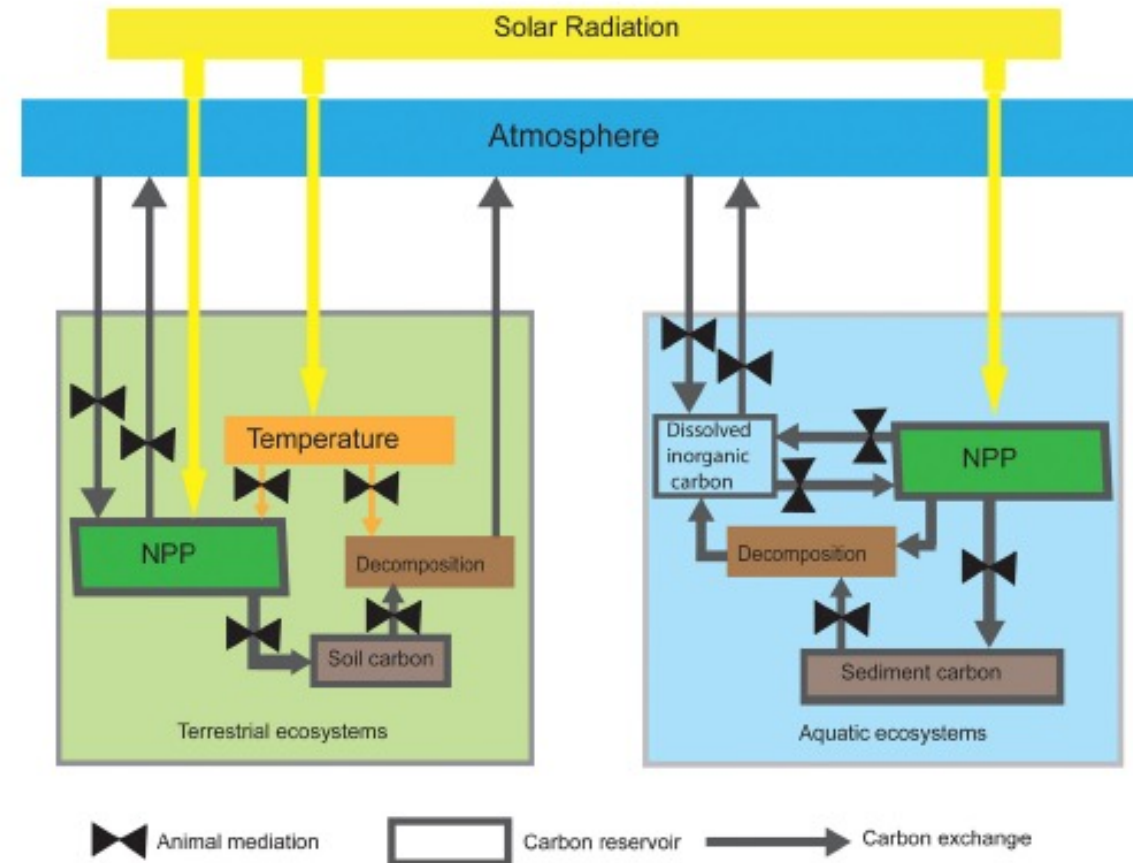 Solar Radiation
Atmosphere
Temperature
NPP
Decomposition
Soil carbon
Terrestrial ecosystems
Dissolved
inorganic
carbon
NPP
Decomposition
Sediment carbon
Aquatic ecosystems
Animal mediation
Carbon reservoir
Carbon exchange